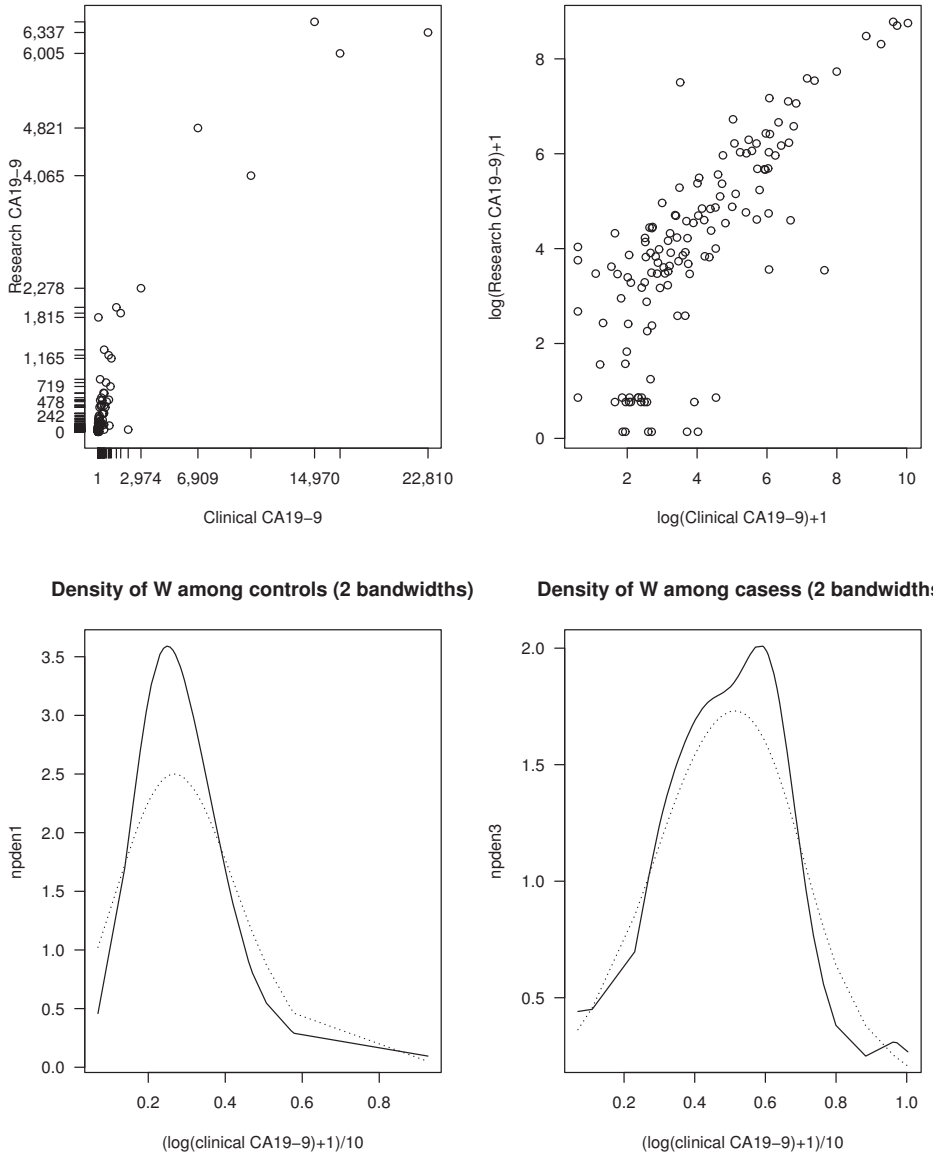 6,337
6,005
4,821
4,065
2,278
1,815
1,165
719
478
242
0
Research CA19−9
1 2,974 6,909 14,970 22,810
Clinical CA19−9
8
6
4
2
0
log(Research CA19−9)+1
2 4 6 8 10
log(Clinical CA19−9)+1
Density of W among controls (2 bandwidths)
3.5
3.0
2.5
2.0
1.5
1.0
0.5
0.0
npden1
0.2 0.4 0.6 0.8
(log(clinical CA19−9)+1)/10
Density of W among casess (2 bandwidths
2.0
1.5
1.0
0.5
npden3
0.2 0.4 0.6 0.8 1.0
(log(clinical CA19−9)+1)/10